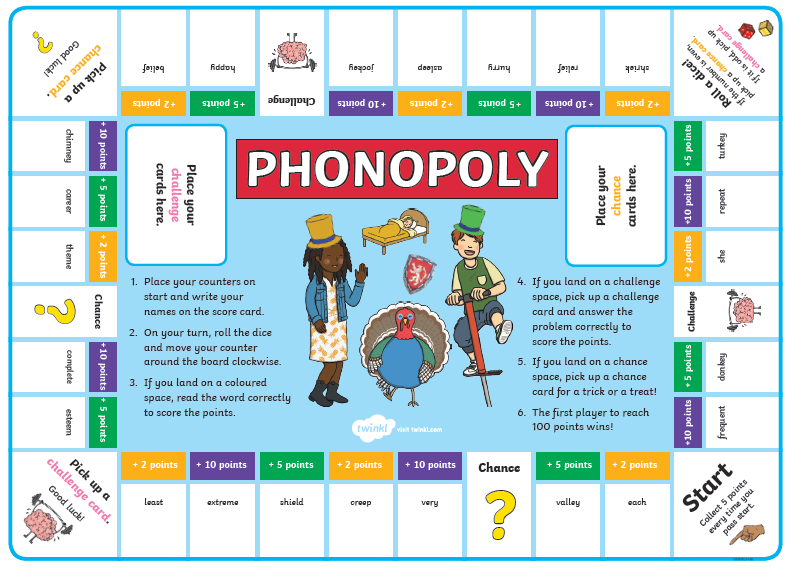 Pick up a
chance card.
Good luck!
belief
+ 2 points
happy
+ 5 points
Challenge
jockey
+ 10 points
asleep
+ 2 points
hurry
+ 5 points
relief
+ 10 points
shriek
+ 2 points
Roll a dice!
If the number is even,
pick up a chance card.
If it is odd, pick up
a challenge card.
chimney
+ 10 points
career
+ 5 points
theme
+ 2 points
Chance
complete
+ 10 points
esteem
+ 5 points
Place your
challenge
cards here.
PHONOPOLY
Place your
chance
cards here.
1. Place your counters on
start and write your
names on the score card.
2. On your turn, roll the dice
and move your counter
around the board clockwise.
3. If you land on a coloured
space, read the word correctly
to score the points.
4. If you land on a challenge
space, pick up a challenge
card and answer the
problem correctly to
score the points.
5. If you land on a chance
space, pick up a chance
card for a trick or a treat!
6. The first player to reach
100 points wins!
twinkl visit twinkl.com
+5 points
turkey
+10 points
repeat
+2 points
she
Challenge
+ 5 points
donkey
+10 points
frequent
Pick up a
challenge card.
Good luck!
+ 2 points
least
+ 10 points
extreme
+ 5 points
shield
+ 2 points
creep
+ 10 points
very
Chance
+ 5 points
valley
+ 2 points
each
Start
Collect 5 points
every time you
pass start.